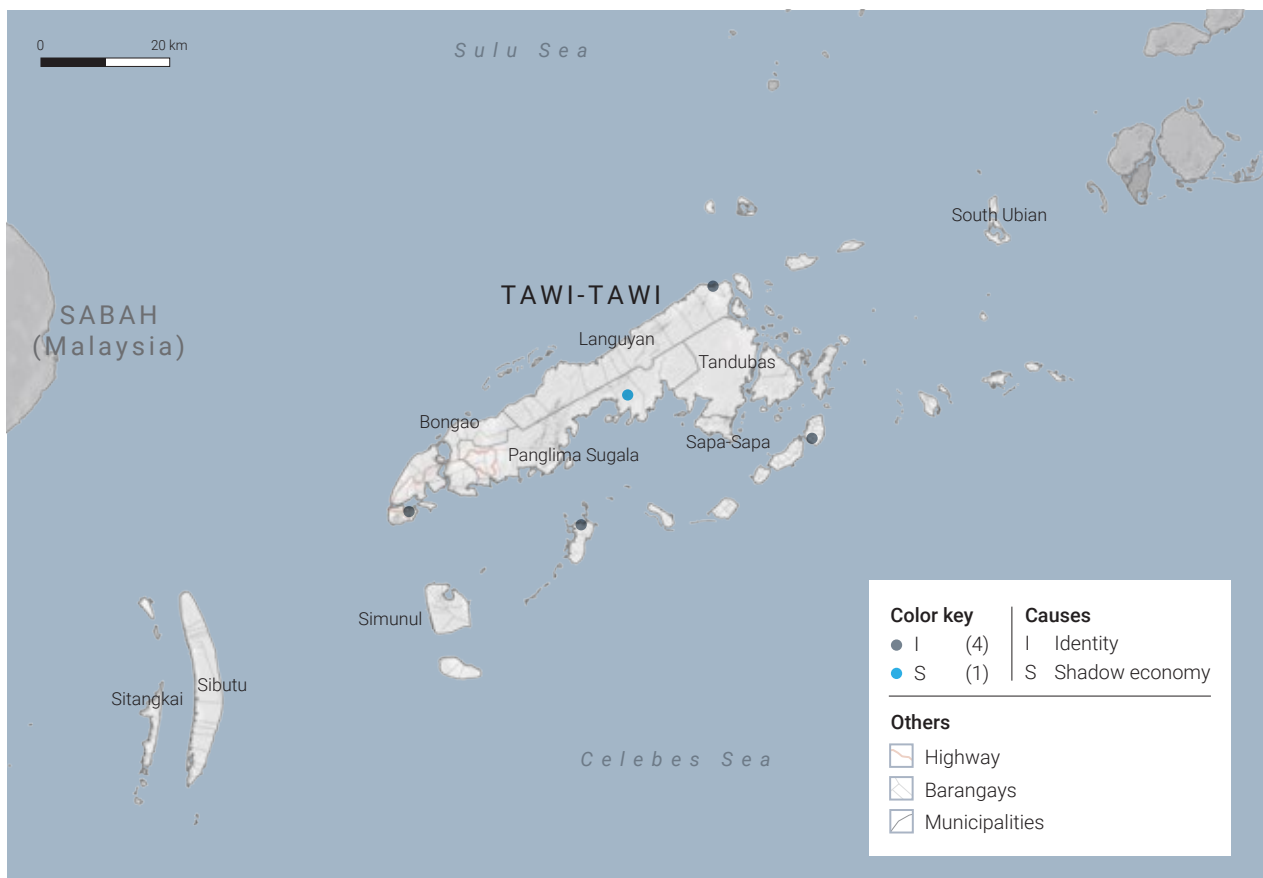 0 20 km
Sulu Sea
South Ubian
TAWI-TAWI
SABAH
(Malaysia)
Languyan
Tandubas
Bongao
Sapa-Sapa
Panglima Sugala
Simunul
Sibutu
Sitangkai
Celebes Sea
Color key
I (4)
S (1)
Causes
I Identity
S Shadow economy
Others
Highway
Barangays
Municipalities